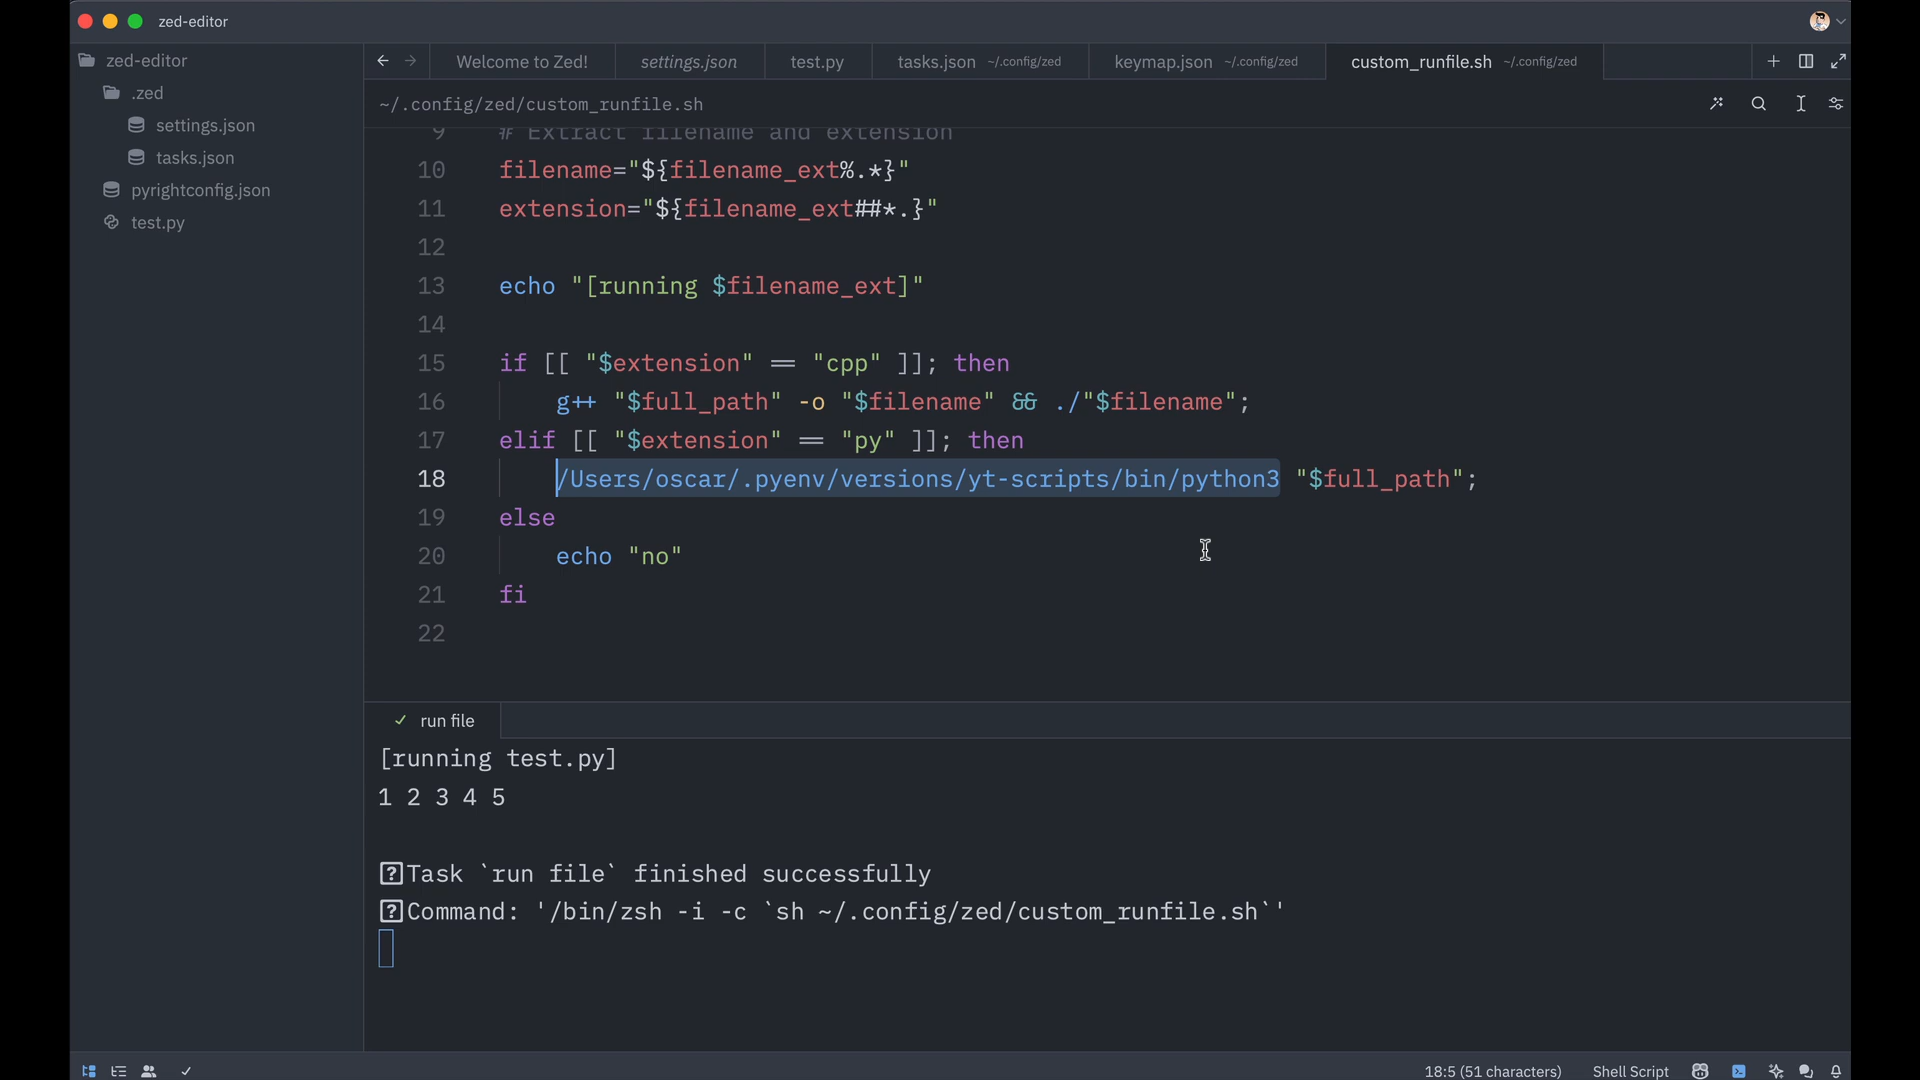 zed-editor
zed-editor
.zed
settings.json
tasks.json
pyrightconfig.json
test.py
Welcome to Zed!
settings.json
test.py
tasks.json ~/.config/zed
keymap.json ~/.config/zed
custom_runfile.sh ~/.config/zed
~/.config/zed/custom_runfile.sh
9 # Extract filename and extension
10 filename="${filename_ext%.*}"
11 extension="${filename_ext##*.}"
12
13 echo "[running $filename_ext]"
14
15 if [[ "$extension" == "cpp" ]]; then
16 g++ "$full_path" -o "$filename" && ./"$filename";
17 elif [[ "$extension" == "py" ]]; then
18 /Users/oscar/.pyenv/versions/yt-scripts/bin/python3 "$full_path";
19 else
20 echo "no"
21 fi
22
run file
[running test.py]
1 2 3 4 5
Task `run file` finished successfully
Command: '/bin/zsh -i -c `sh ~/.config/zed/custom_runfile.sh`'
18:5 (51 characters) Shell Script